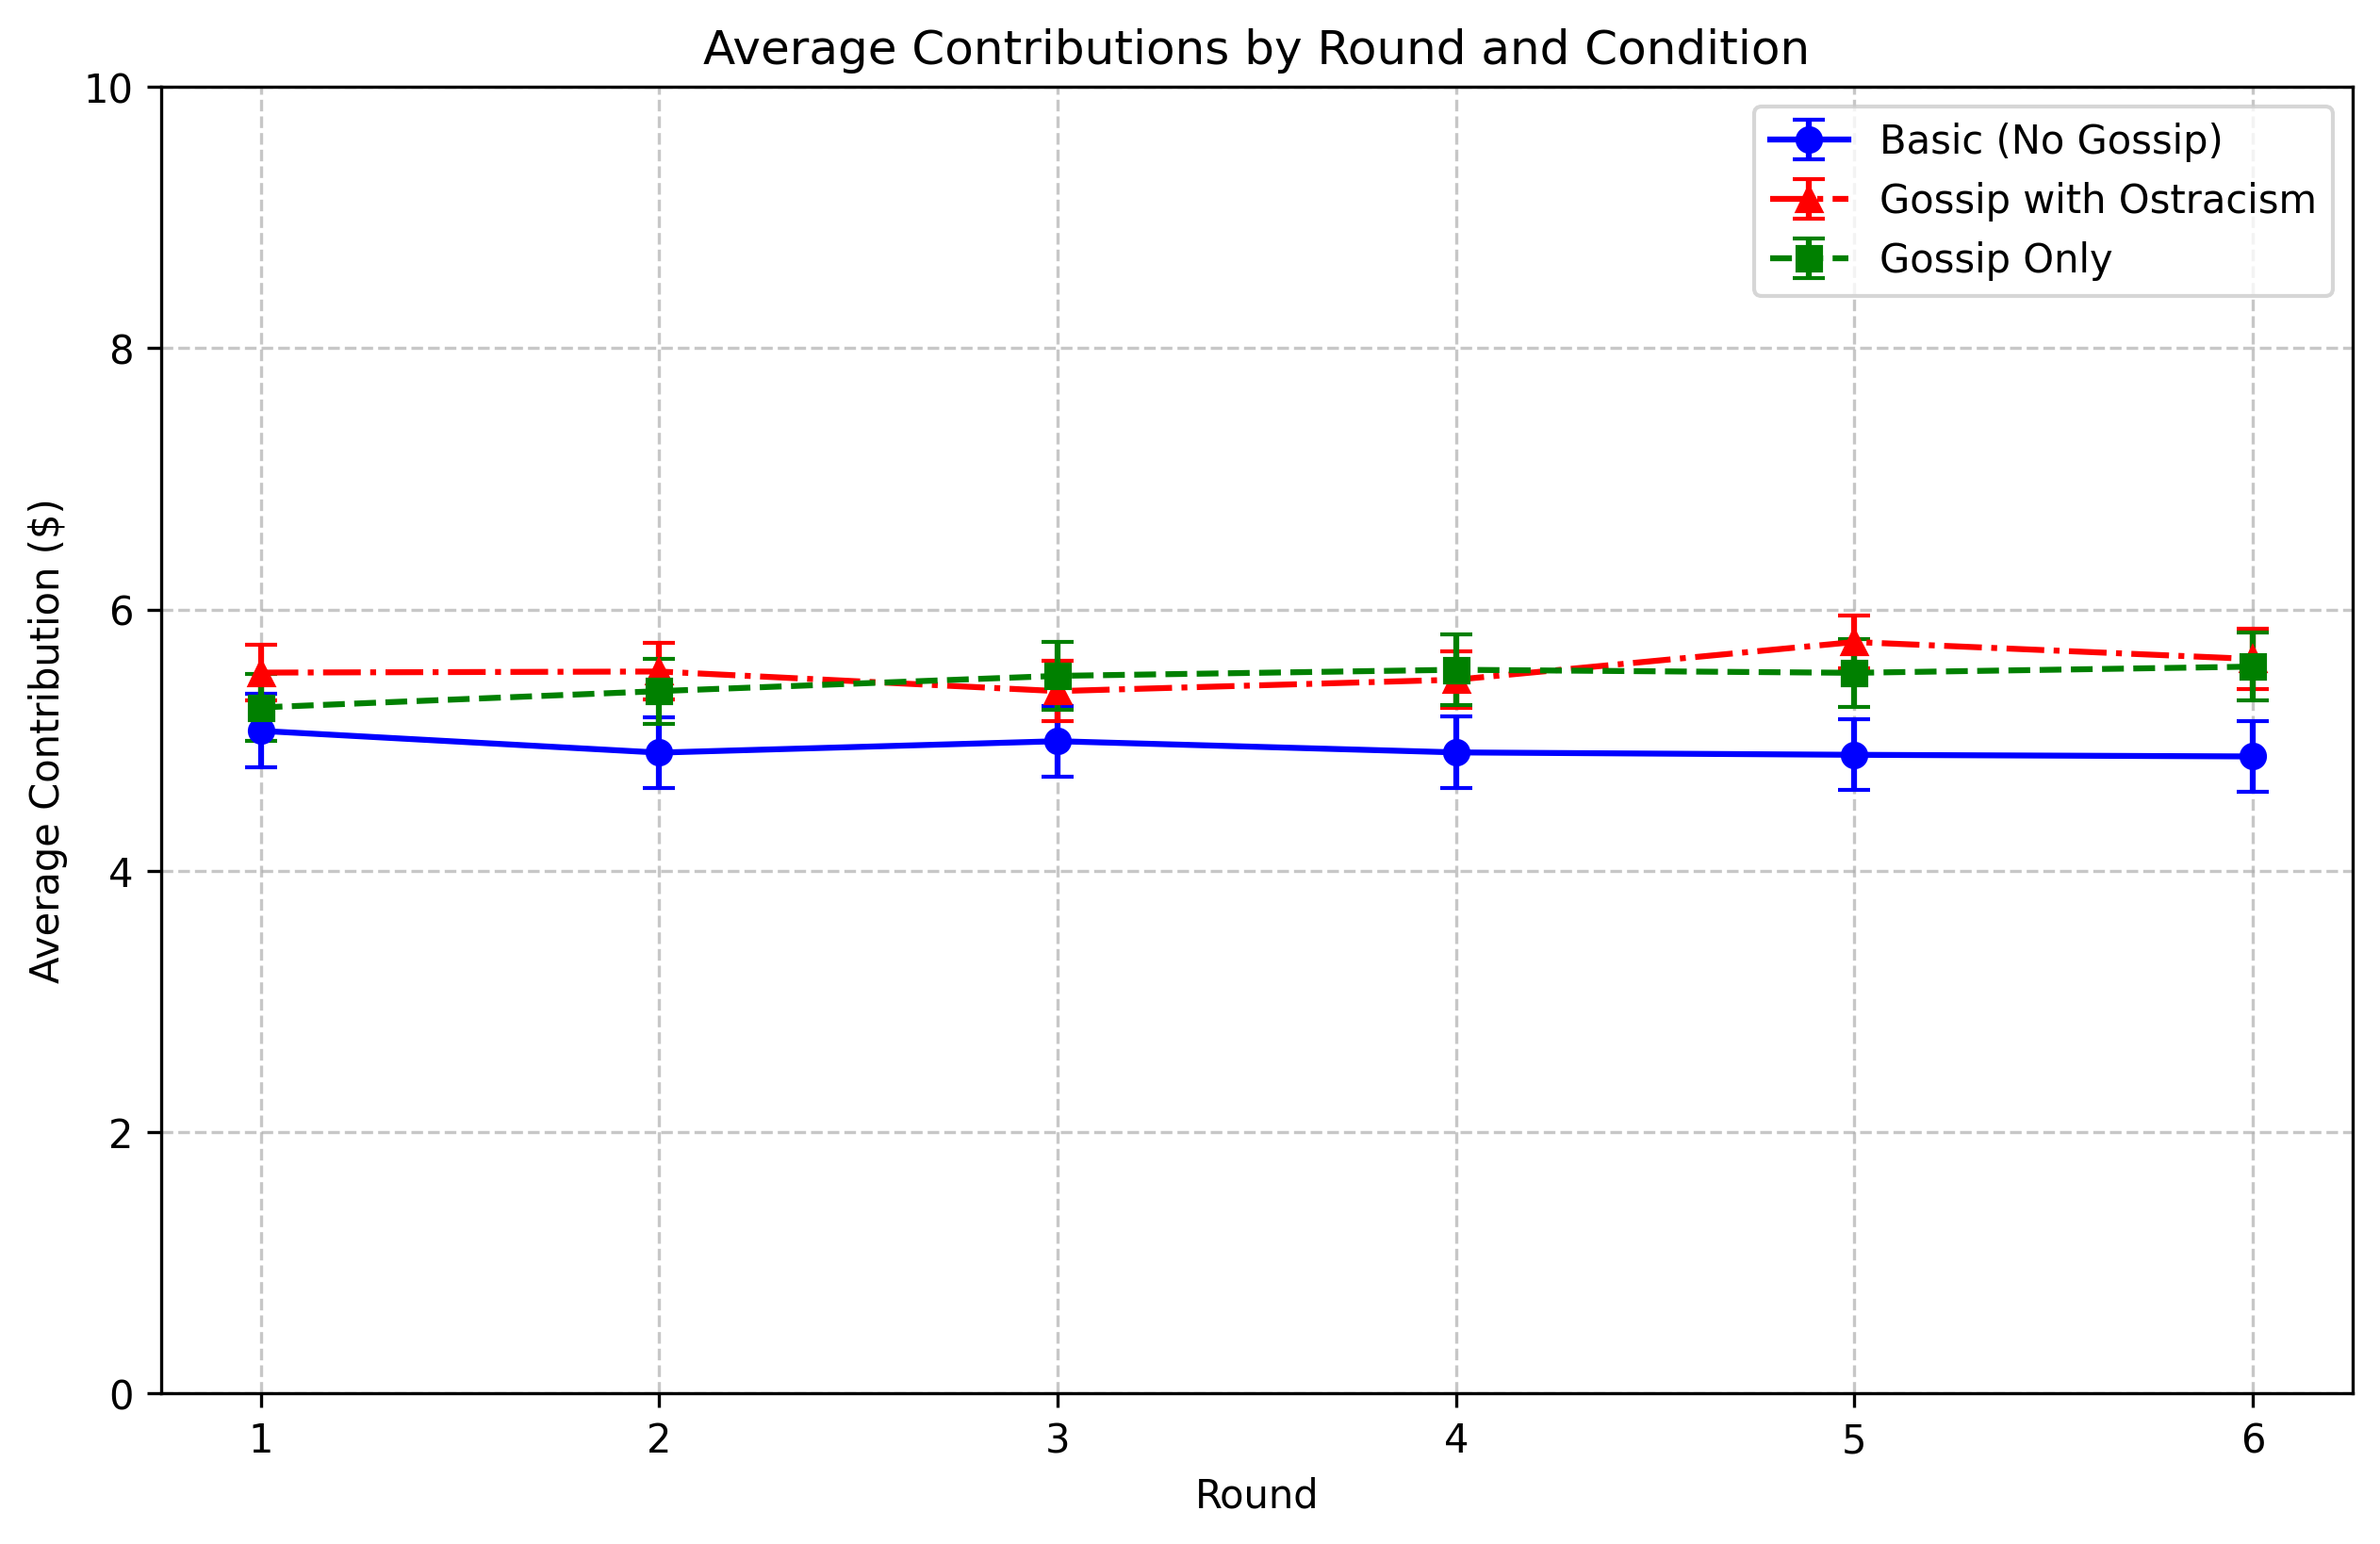 Average Contributions by Round and Condition
10
8
6
4
2
0
Average Contribution ($)
Basic (No Gossip)
Gossip with Ostracism
Gossip Only
1 2 3 4 5 6
Round